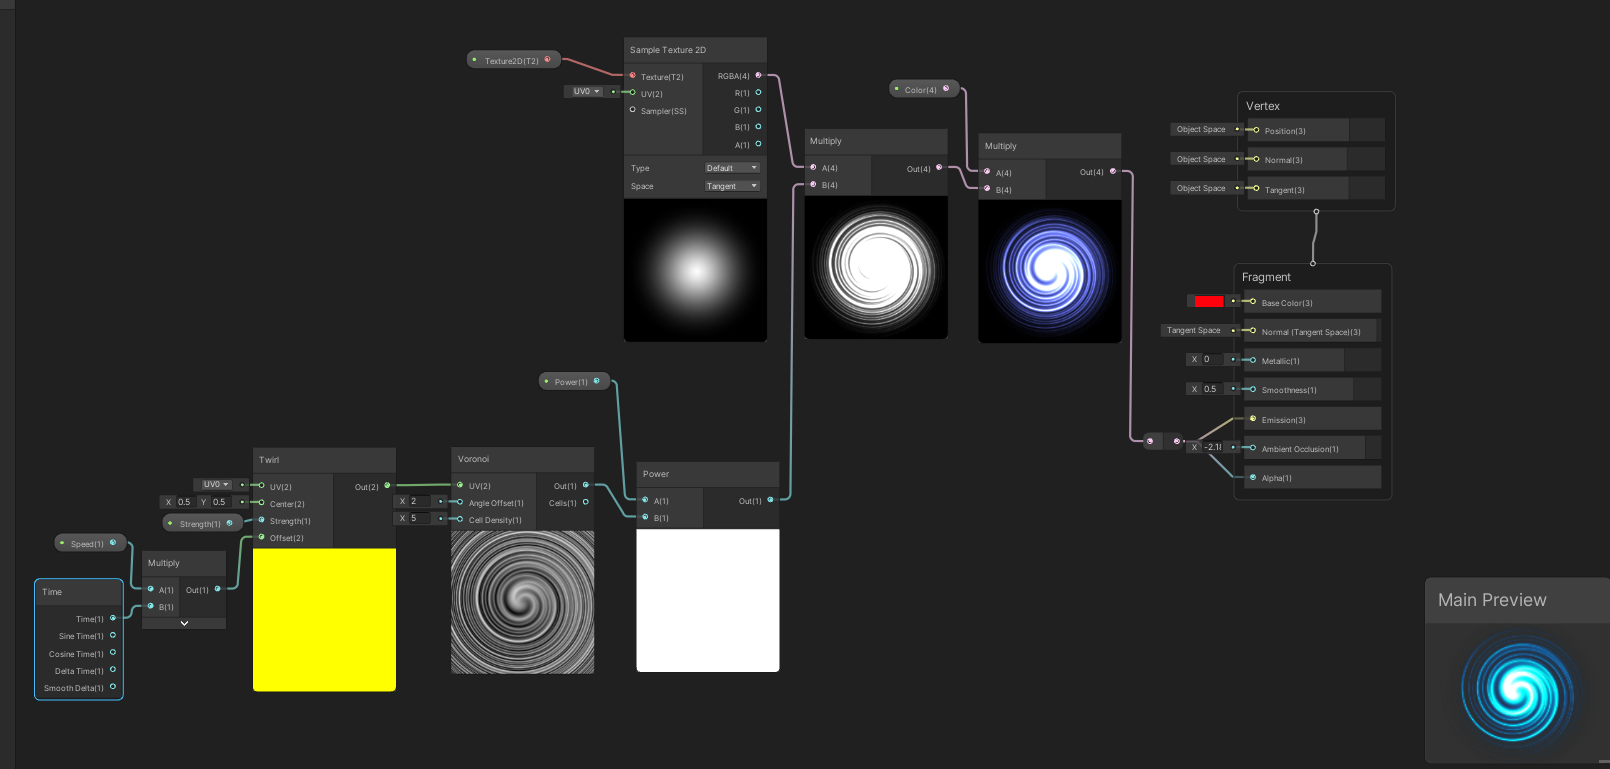 Texture2D(T2)
Sample Texture 2D
Texture(T2)
UV0
UV(2)
Sampler(SS)
RGBA(4)
R(1)
G(1)
B(1)
A(1)
Type
Default
Space
Tangent
Multiply
A(4)
B(4)
Out(4)
Color(4)
Multiply
A(4)
B(4)
Out(4)
Vertex
Object Space
Position(3)
Object Space
Normal(3)
Object Space
Tangent(3)
Fragment
Base Color(3)
Tangent Space
Normal (Tangent Space)(3)
X 0
Metallic(1)
X 0.5
Smoothness(1)
Emission(3)
X
Ambient Occlusion(1)
Alpha(1)
Power(1)
Power
A(1)
B(1)
Out(1)
Voronoi
UV(2)
X 2
Angle Offset(1)
X 5
Cell Density(1)
Out(1)
Cells(1)
Twirl
UV0
UV(2)
X 0.5 Y 0.5
Center(2)
Strength(1)
Strength(1)
Offset(2)
Out(2)
Speed(1)
Multiply
A(1)
B(1)
Out(1)
Time
Time(1)
Sine Time(1)
Cosine Time(1)
Delta Time(1)
Smooth Delta(1)
Main Preview